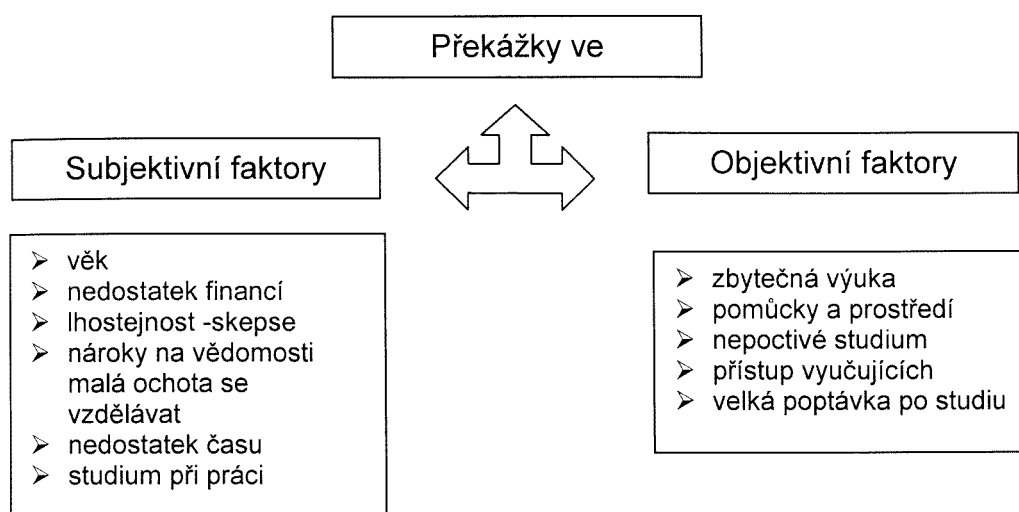 Překážky ve
Subjektivní faktory
➢ věk
➢ nedostatek financí
➢ lhostejnost -skepse
➢ nároky na vědomosti
malá ochota se
vzdělávat
➢ nedostatek času
➢ studium při práci
Objektivní faktory
➢ zbytečná výuka
➢ pomůcky a prostředí
➢ nepoctivé studium
➢ přístup vyučujících
➢ velká poptávka po studiu